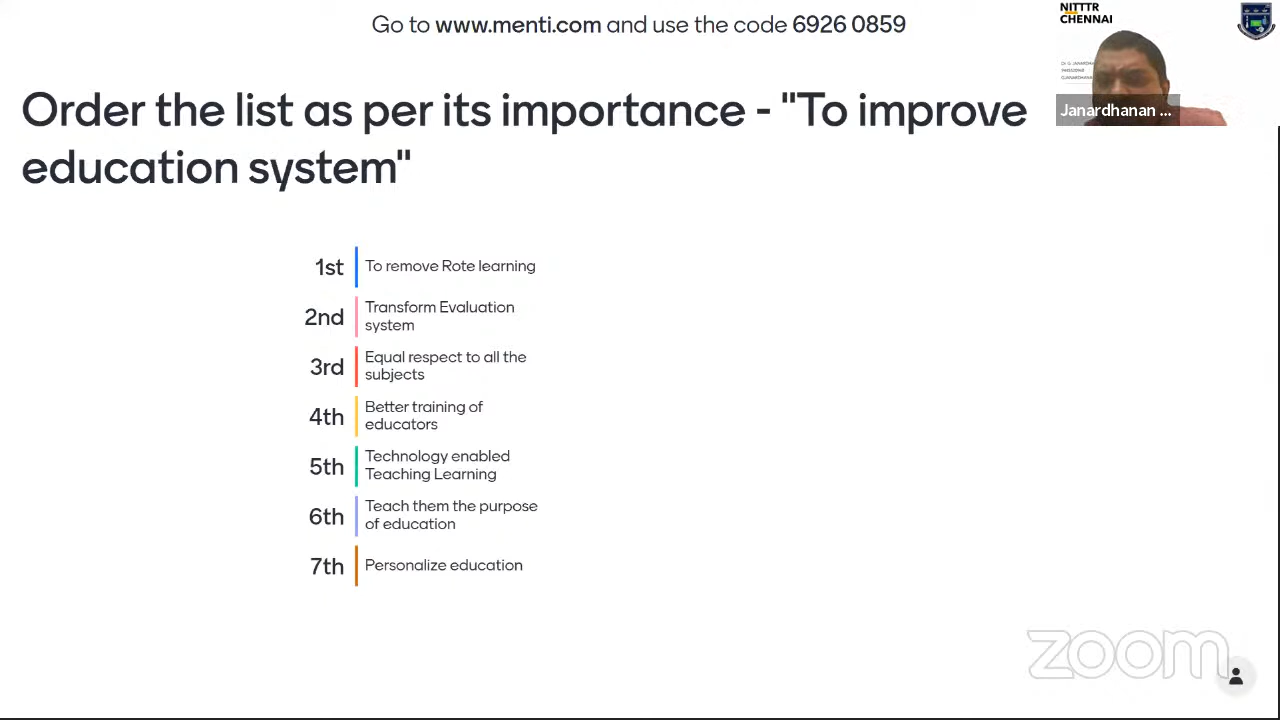 Go to www.menti.com and use the code 6926 0859
NITTTR
CHENNAI
Janardhanan ...
Order the list as per its importance - "To improve
education system"
1st
To remove Rote learning
2nd
Transform Evaluation
system
3rd
Equal respect to all the
subjects
4th
Better training of
educators
5th
Technology enabled
Teaching Learning
6th
Teach them the purpose
of education
7th
Personalize education
zoom